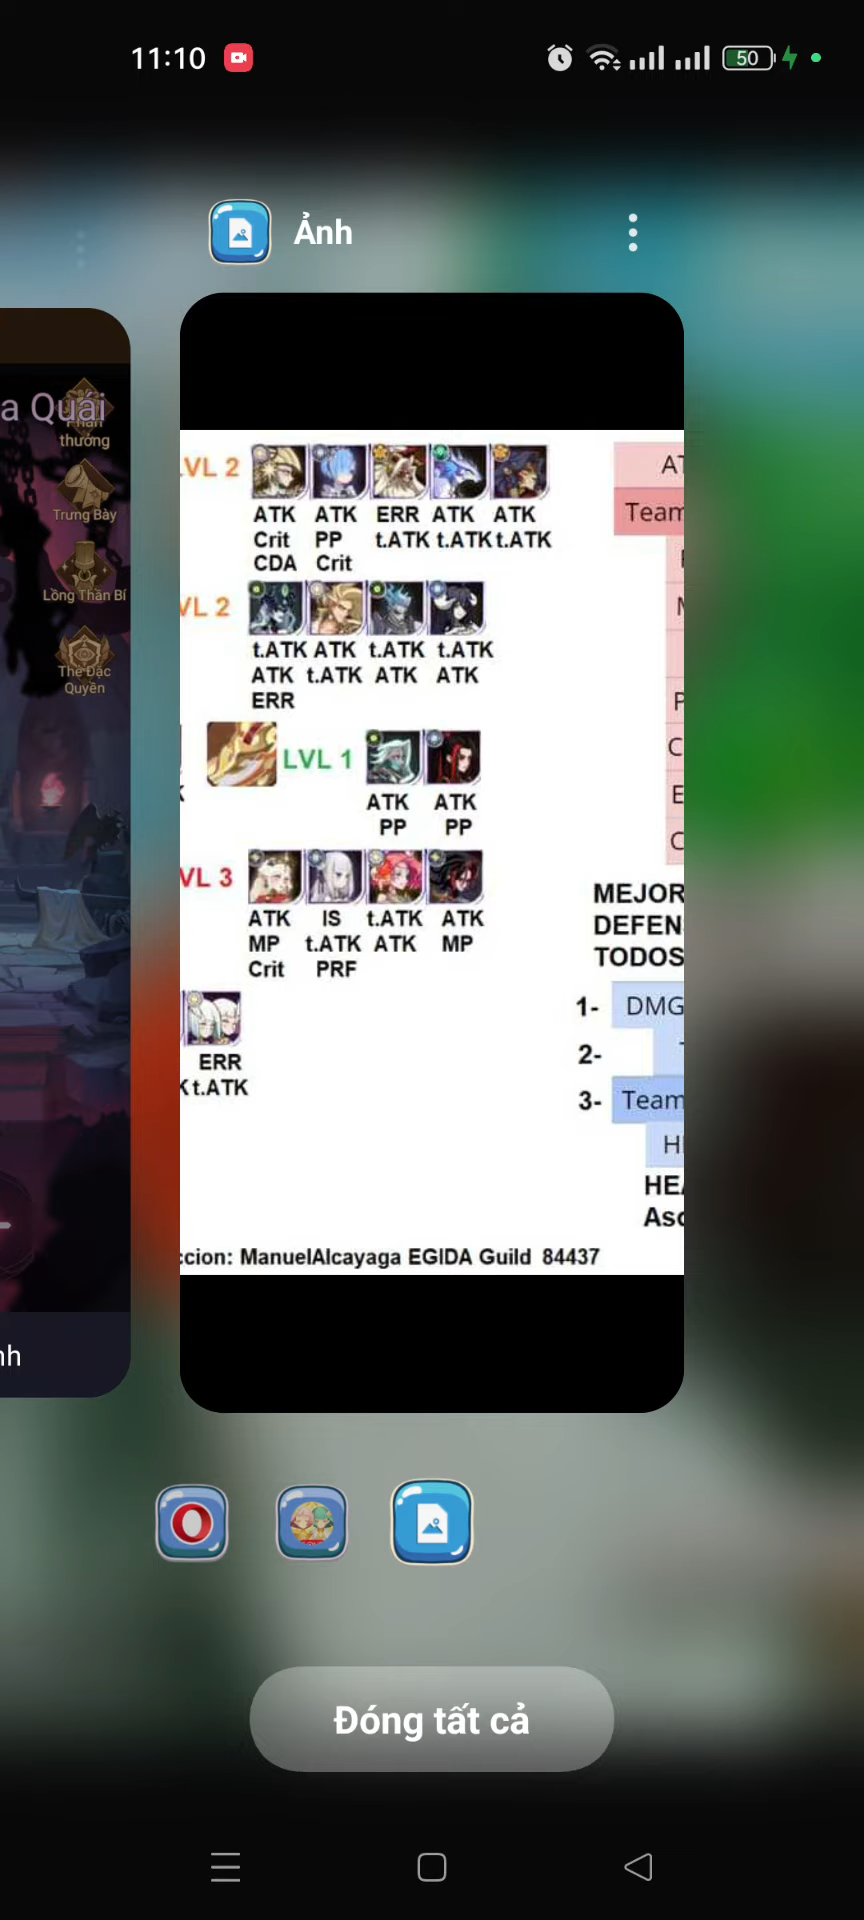 11:10
50
Ảnh
a Quái
Phần
thưởng
Trưng Bày
Lồng Thần Bí
Thẻ Đặc
Quyền
nh
VL 2
ATK ATK ERR ATK ATK
Crit PP t.ATK t.ATK t.ATK
CDA Crit
VL 2
t.ATK ATK t.ATK t.ATK
ATK t.ATK ATK ATK
ERR
LVL 1
ATK ATK
PP PP
VL 3
ATK IS t.ATK ATK
MP t.ATK ATK MP
Crit PRF
ERR
t.ATK
Team
MEJOR
DEFEN
TODOS
1- DMG
2-
3- Team
HEA
Asc
ccion: ManuelAlcayaga EGIDA Guild 84437
Đóng tất cả